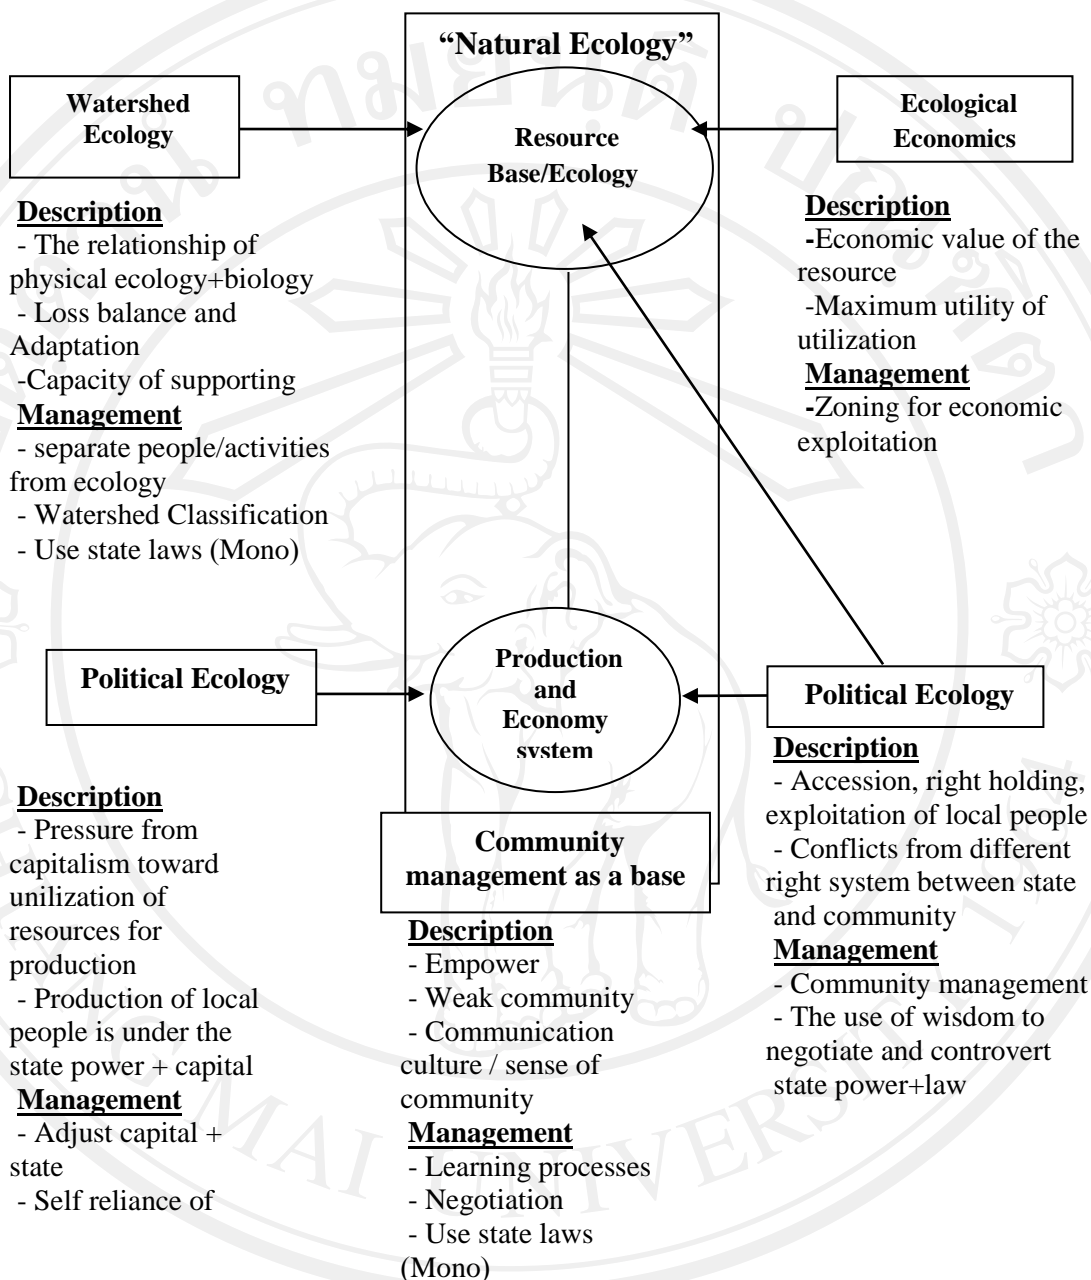 “Natural Ecology”
Watershed
Ecology
Resource
Base/Ecology
Ecological
Economics
Description
- The relationship of
physical ecology+biology
- Loss balance and
Adaptation
-Capacity of supporting
Management
- separate people/activities
from ecology
- Watershed Classification
- Use state laws (Mono)
Description
-Economic value of the
resource
-Maximum utility of
utilization
Management
-Zoning for economic
exploitation
Political Ecology
Production
and
Economy
system
Political Ecology
Description
- Pressure from
capitalism toward
unilization of
resources for
production
- Production of local
people is under the
state power + capital
Management
- Adjust capital +
state
- Self reliance of
Community
management as a base
Description
- Empower
- Weak community
- Communication
culture / sense of
community
Management
- Learning processes
- Negotiation
- Use state laws
(Mono)
Description
- Accession, right holding,
exploitation of local people
- Conflicts from different
right system between state
and community
Management
- Community management
- The use of wisdom to
negotiate and controvert
state power+law
MAI UNIVERSITY 1964